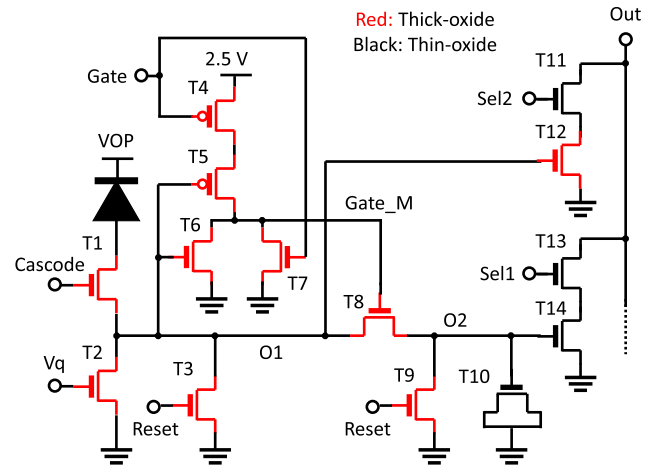 Red: Thick-oxide
Black: Thin-oxide
Out
Gate
2.5 V
T4
T11
Sel2
T12
VOP
T5
T6
Gate_M
T7
T1
Cascode
T13
Sel1
T8
T14
O1
O2
Vq
T2
T3
T9
T10
Reset
Reset